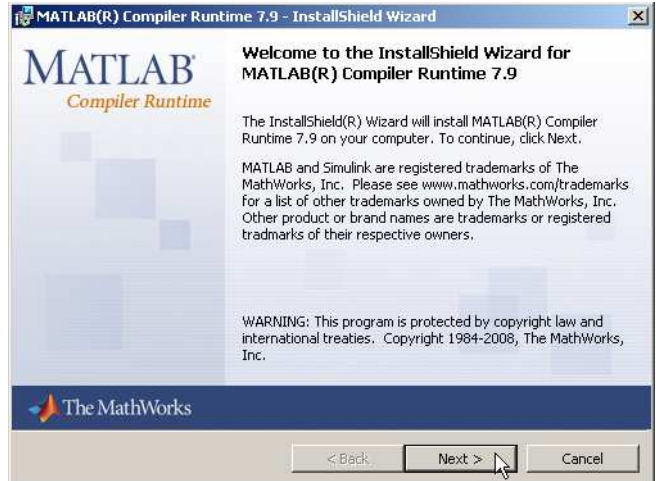 MATLAB(R) Compiler Runtime 7.9 - InstallShield Wizard
MATLAB®
Compiler Runtime
Welcome to the InstallShield Wizard for
MATLAB(R) Compiler Runtime 7.9
The InstallShield(R) Wizard will install MATLAB(R) Compiler
Runtime 7.9 on your computer. To continue, click Next.
MATLAB and Simulink are registered trademarks of The
MathWorks, Inc. Please see www.mathworks.com/trademarks
for a list of other trademarks owned by The MathWorks, Inc.
Other product or brand names are trademarks or registered
tradmarks of their respective owners.
WARNING: This program is protected by copyright law and
international treaties. Copyright 1984-2008, The MathWorks,
Inc.
The MathWorks
< Back
Next >
Cancel